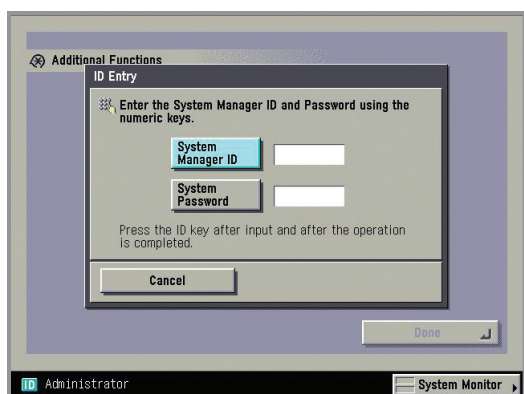 Additional Functions
ID Entry
Enter the System Manager ID and Password using the
numeric keys.
System
Manager ID
System
Password
Press the ID key after input and after the operation
is completed.
Cancel
Done
ID Administrator
System Monitor